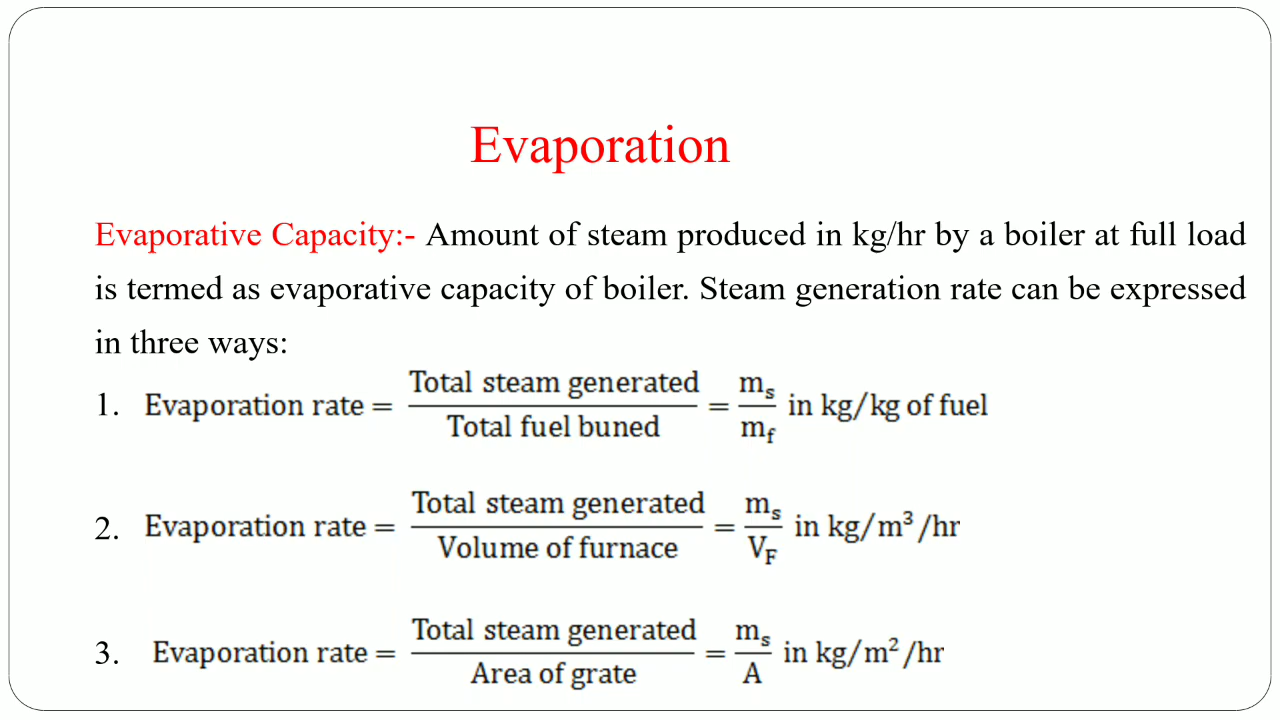 Evaporation
Evaporative Capacity:- Amount of steam produced in kg/hr by a boiler at full load
is termed as evaporative capacity of boiler. Steam generation rate can be expressed
in three ways:
1. Evaporation rate = Total steam generated / Total fuel buned = mₛ / m_f in kg/kg of fuel
2. Evaporation rate = Total steam generated / Volume of furnace = mₛ / V_F in kg/m³/hr
3. Evaporation rate = Total steam generated / Area of grate = mₛ / A in kg/m²/hr